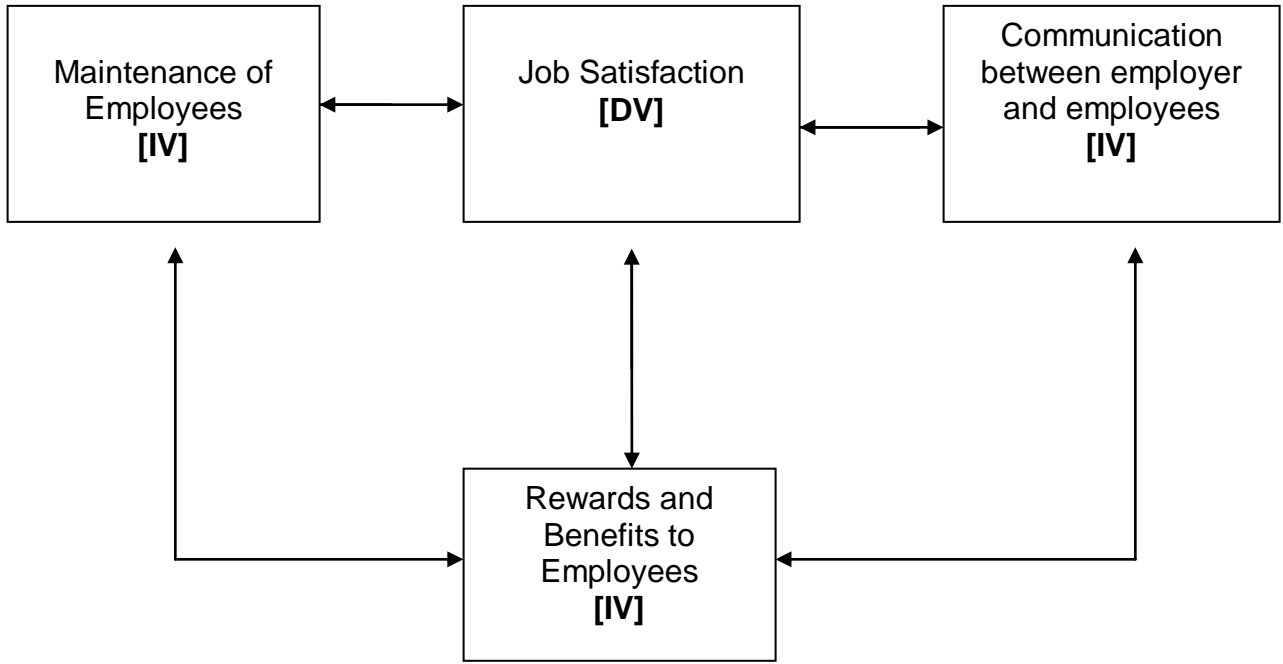 Maintenance of
Employees
[IV]
Job Satisfaction
[DV]
Communication
between employer
and employees
[IV]
Rewards and
Benefits to
Employees
[IV]